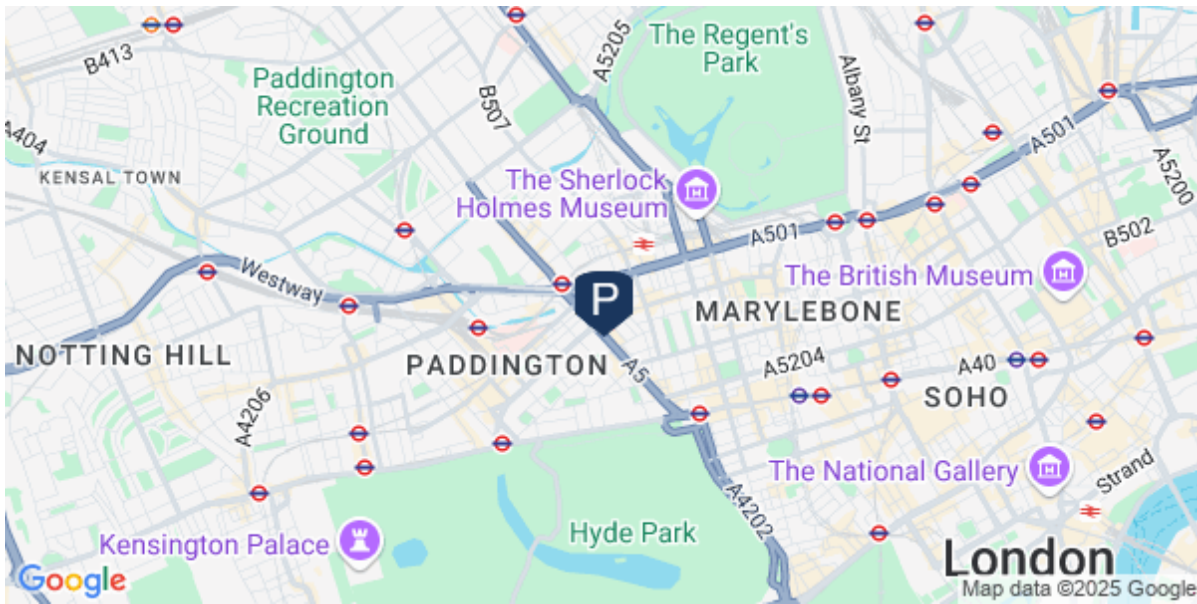 B413
A5205
The Regent's
Park
Paddington
Recreation
Ground
B507
Albany St
A501
A404
KENSAL TOWN
A5200
The Sherlock
Holmes Museum
A501
B502
Westway
The British Museum
P
MARYLEBONE
NOTTING HILL
PADDINGTON
A5
A5204
A40
SOHO
A4206
The National Gallery
Strand
A4202
Hyde Park
Kensington Palace
London
Google
Map data ©2025 Google